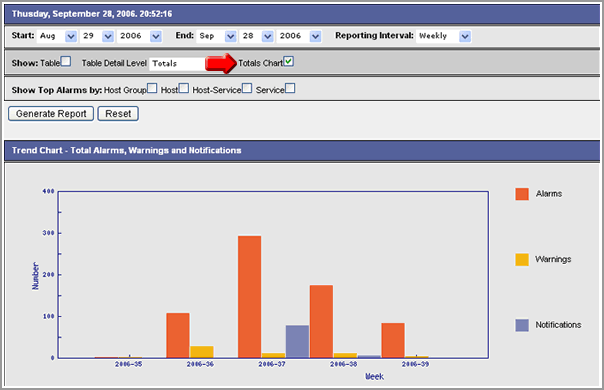 Thusday, September 28, 2006. 20:52:16
Start: Aug 29 2006 End: Sep 28 2006 Reporting Interval: Weekly
Show: Table Table Detail Level Totals Totals Chart
Show Top Alarms by: Host Group Host Host-Service Service
Generate Report Reset
Trend Chart - Total Alarms, Warnings and Notifications
400
300
200
100
0
Number
2006-35 2006-36 2006-37 2006-38 2006-39
Week
Alarms
Warnings
Notifications